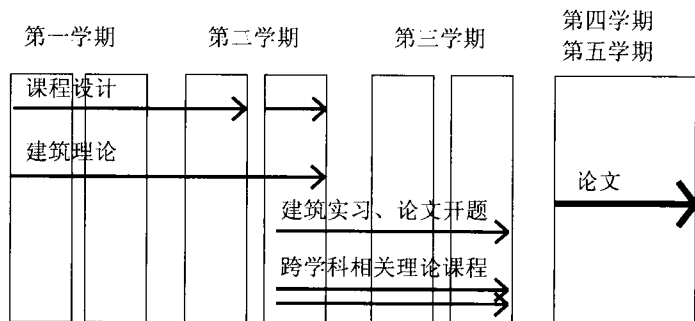 第一学期
第二学期
第三学期
第四学期
第五学期
课程设计
建筑理论
建筑实习、论文开题
跨学科相关理论课程
论文